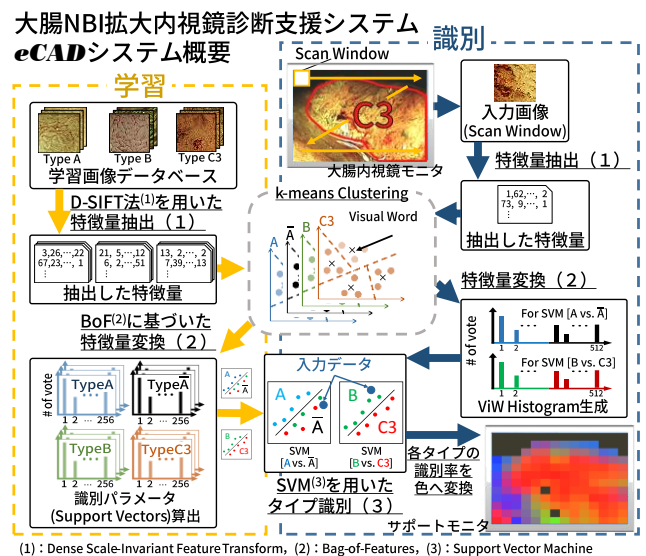 大腸NBI拡大内視鏡診断支援システム
eCADシステム概要
識別
学習
Scan Window
C3
大腸内視鏡モニタ
入力画像
(Scan Window)
特徴量抽出（1）
Type A
Type B
Type C3
学習画像データベース
D-SIFT法(1)を用いた
特徴量抽出（1）
3,26,…,22
67,23,…, 1
⋮
21, 5,…,12
6, 2,…,51
⋮
13, 2,…, 2
7,39,…,13
⋮
抽出した特徴量
k-means Clustering
Visual Word
A
A̅
B
C3
1,62,…, 2
73, 9,…, 1
⋮
抽出した特徴量
特徴量変換（2）
BoF(2)に基づいた
特徴量変換（2）
# of vote
TypeA
1 2 … 256
TypeA̅
1 2 … 256
TypeB
1 2 … 256
TypeC3
1 2 … 256
識別パラメータ
(Support Vectors)算出
A
A̅
B
C3
入力データ
A
A̅
SVM
[A vs. A̅]
B
C3
SVM
[B vs. C3]
SVM(3)を用いた
タイプ識別（3）
# of vote
For SVM [A vs. A̅]
1 2 … 512
For SVM [B vs. C3]
1 2 512
ViW Histogram生成
各タイプの
識別率を
色へ変換
サポートモニタ
(1)：Dense Scale-Invariant Feature Transform，(2)：Bag-of-Features，(3)：Support Vector Machine